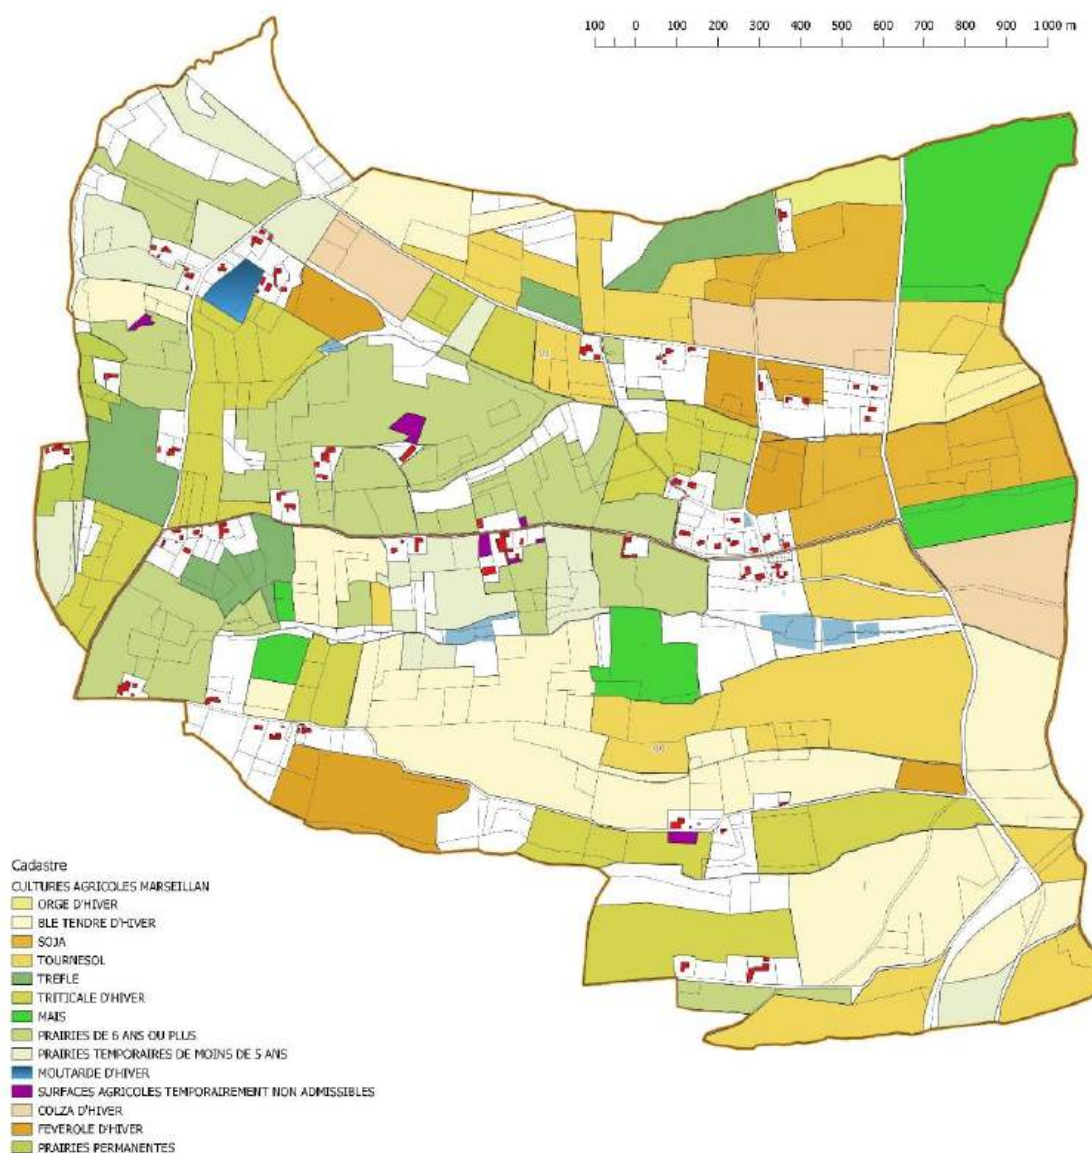 100 0 100 200 300 400 500 600 700 800 900 1 000 m
Cadastre
CULTURES AGRICOLES MARSEILLAN
ORGE D'HIVER
BLE TENDRE D'HIVER
SOJA
TOURNESOL
TREFLE
TRITICALE D'HIVER
MAIS
PRAIRIES DE 6 ANS OU PLUS
PRAIRIES TEMPORAIRES DE MOINS DE 5 ANS
MOUTARDE D'HIVER
SURFACES AGRICOLES TEMPORAIREMENT NON ADMISSIBLES
COLZA D'HIVER
FEVEROLE D'HIVER
PRAIRIES PERMANENTES